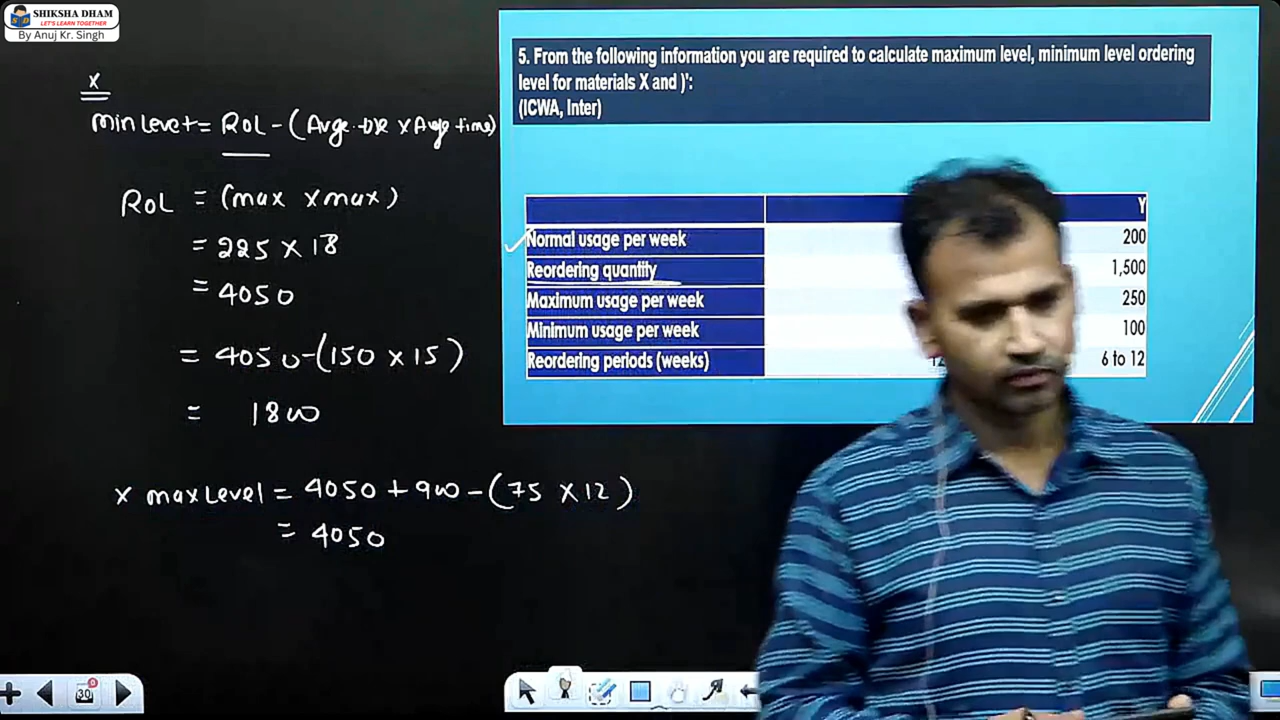 SHIKSHA DHAM
LET'S LEARN TOGETHER
By Anuj Kr. Singh
X
Min Level = ROL - (Avge use x Avge time)
ROL = (max x max)
= 225 x 18
= 4050
= 4050 - (150 x 15)
= 1800
X max Level = 4050 + 900 - (75 x 12)
= 4050
5. From the following information you are required to calculate maximum level, minimum level ordering
level for materials X and )':
(ICWA, Inter)
Y
Normal usage per week 200
Reordering quantity 1,500
Maximum usage per week 250
Minimum usage per week 100
Reordering periods (weeks) 12 6 to 12
30